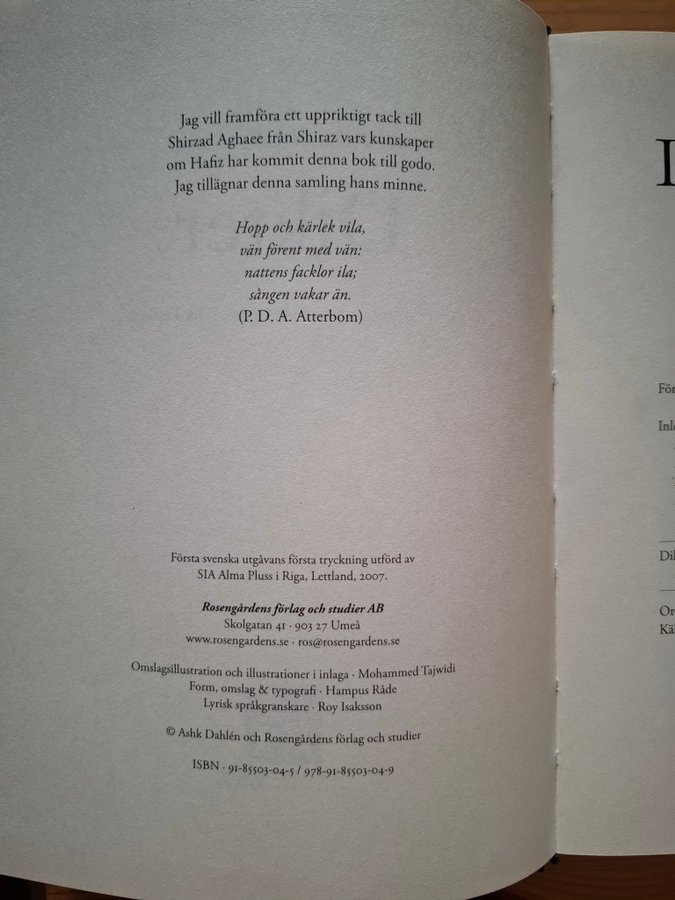 Jag vill framföra ett uppriktigt tack till
Shirzad Aghaee från Shiraz vars kunskaper
om Hafiz har kommit denna bok till godo.
Jag tillägnar denna samling hans minne.
Hopp och kärlek vila,
vän förent med vän:
nattens facklor ila;
sången vakar än.
(P. D. A. Atterbom)
Första svenska utgåvans första tryckning utförd av
SIA Alma Pluss i Riga, Lettland, 2007.
Rosengårdens förlag och studier AB
Skolgatan 41 · 903 27 Umeå
www.rosengardens.se · ros@rosengardens.se
Omslagsillustration och illustrationer i inlaga · Mohammed Tajwidi
Form, omslag & typografi · Hampus Råde
Lyrisk språkgranskare · Roy Isaksson
© Ashk Dahlén och Rosengårdens förlag och studier
ISBN · 91-85503-04-5 / 978-91-85503-04-9